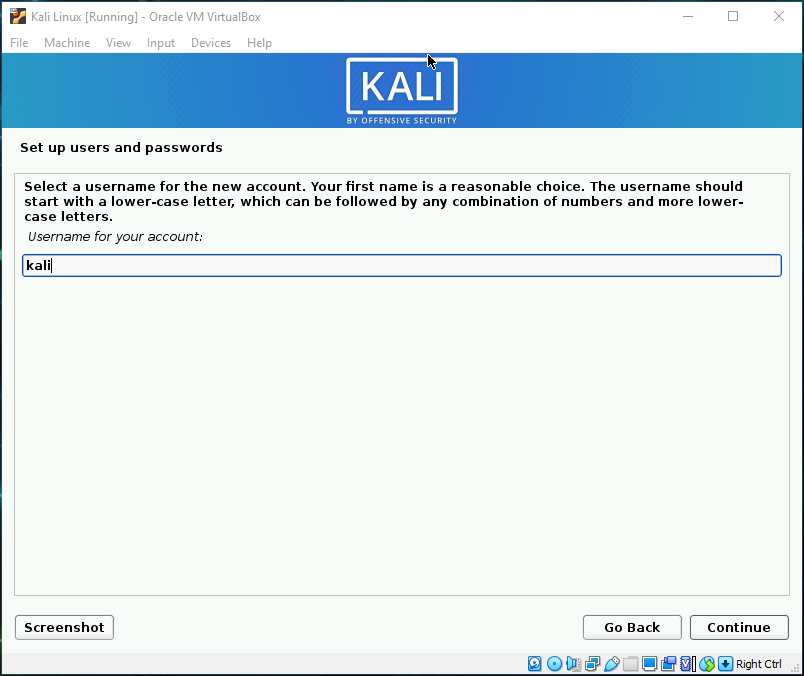 Kali Linux [Running] - Oracle VM VirtualBox
File Machine View Input Devices Help
KALI
BY OFFENSIVE SECURITY
Set up users and passwords
Select a username for the new account. Your first name is a reasonable choice. The username should
start with a lower-case letter, which can be followed by any combination of numbers and more lower-
case letters.
Username for your account:
kali
Screenshot Go Back Continue
Right Ctrl